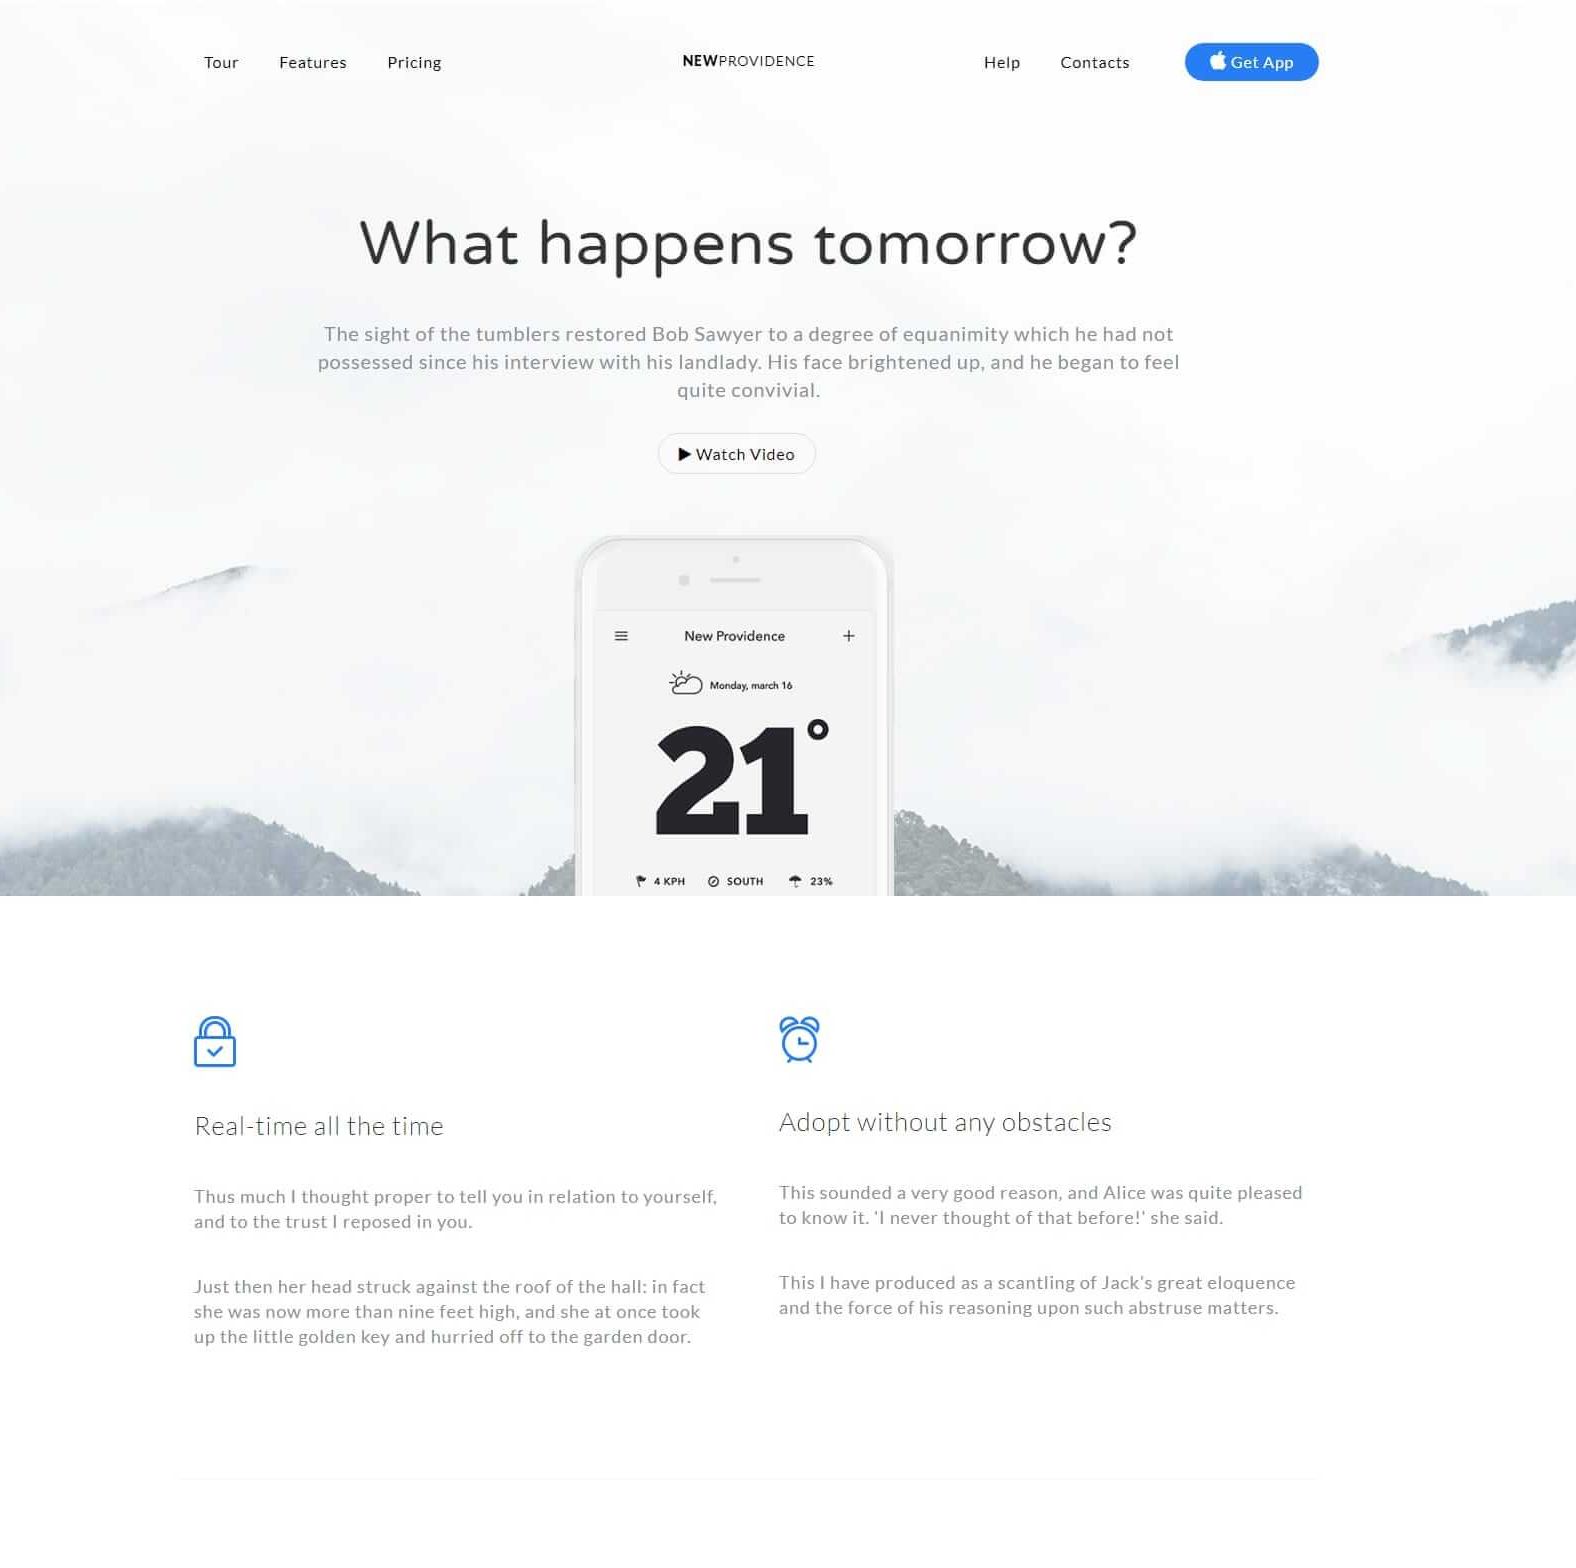 Tour Features Pricing NEWPROVIDENCE Help Contacts Get App
What happens tomorrow?
The sight of the tumblers restored Bob Sawyer to a degree of equanimity which he had not
possessed since his interview with his landlady. His face brightened up, and he began to feel
quite convivial.
Watch Video
New Providence
Monday, march 16
21°
4 KPH SOUTH 23%
Real-time all the time
Thus much I thought proper to tell you in relation to yourself,
and to the trust I reposed in you.
Just then her head struck against the roof of the hall: in fact
she was now more than nine feet high, and she at once took
up the little golden key and hurried off to the garden door.
Adopt without any obstacles
This sounded a very good reason, and Alice was quite pleased
to know it. 'I never thought of that before!' she said.
This I have produced as a scantling of Jack's great eloquence
and the force of his reasoning upon such abstruse matters.